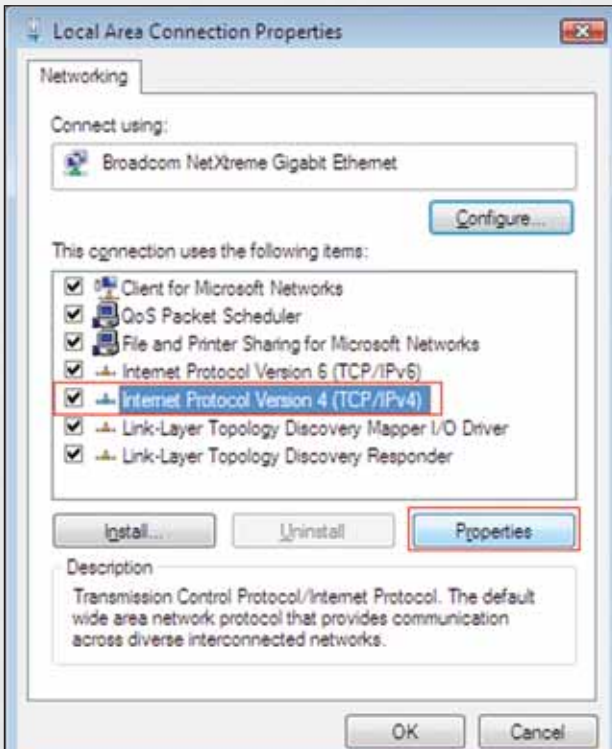 Local Area Connection Properties
Networking
Connect using:
Broadcom NetXtreme Gigabit Ethernet
Configure...
This connection uses the following items:
Client for Microsoft Networks
QoS Packet Scheduler
File and Printer Sharing for Microsoft Networks
Internet Protocol Version 6 (TCP/IPv6)
Internet Protocol Version 4 (TCP/IPv4)
Link-Layer Topology Discovery Mapper I/O Driver
Link-Layer Topology Discovery Responder
Install...
Uninstall
Properties
Description
Transmission Control Protocol/Internet Protocol. The default
wide area network protocol that provides communication
across diverse interconnected networks.
OK
Cancel